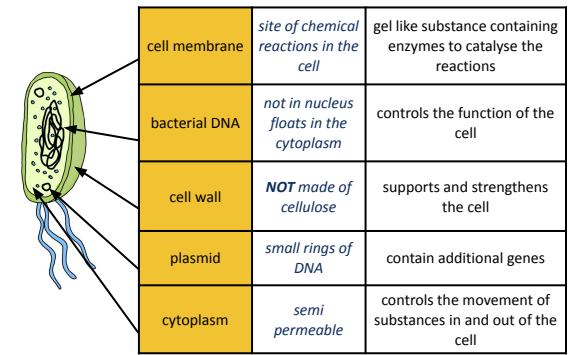 cell membrane
site of chemical
reactions in the
cell
gel like substance containing
enzymes to catalyse the
reactions
bacterial DNA
not in nucleus
floats in the
cytoplasm
controls the function of the
cell
cell wall
NOT made of
cellulose
supports and strengthens
the cell
plasmid
small rings of
DNA
contain additional genes
cytoplasm
semi
permeable
controls the movement of
substances in and out of the
cell